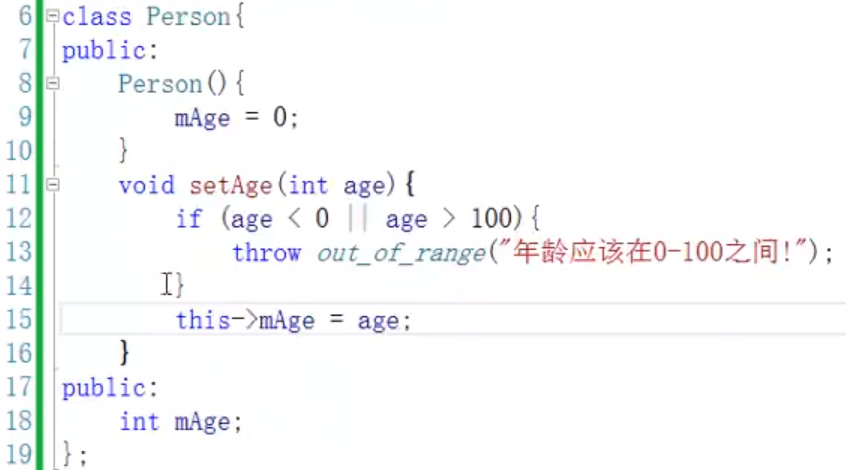 6 class Person{
7 public:
8     Person(){
9         mAge = 0;
10     }
11     void setAge(int age){
12         if (age < 0 || age > 100){
13             throw out_of_range("年龄应该在0-100之间!");
14         }
15         this->mAge = age;
16     }
17 public:
18     int mAge;
19 };